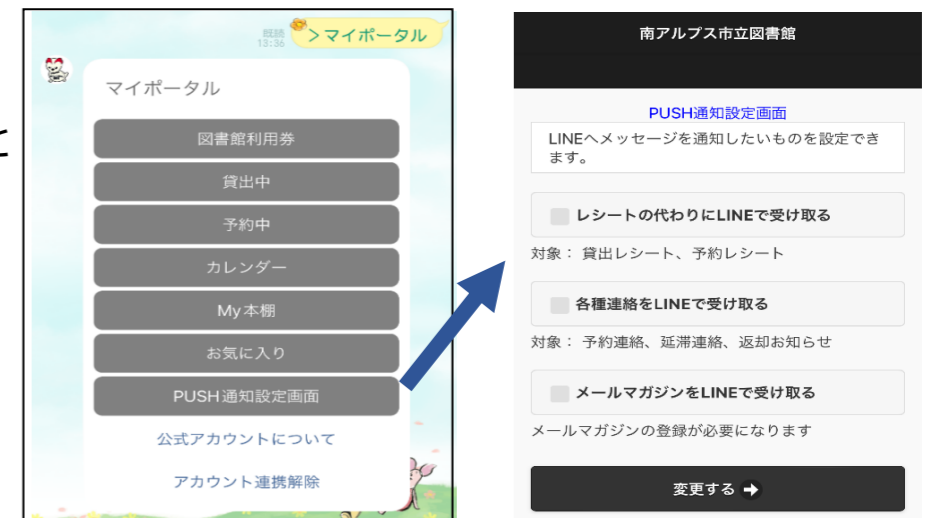 と
既読
13:36
>マイポータル
マイポータル
図書館利用券
貸出中
予約中
カレンダー
My本棚
お気に入り
PUSH通知設定画面
公式アカウントについて
アカウント連携解除
南アルプス市立図書館
PUSH通知設定画面
LINEへメッセージを通知したいものを設定でき
ます。
レシートの代わりにLINEで受け取る
対象： 貸出レシート、予約レシート
各種連絡をLINEで受け取る
対象： 予約連絡、延滞連絡、返却お知らせ
メールマガジンをLINEで受け取る
メールマガジンの登録が必要になります
変更する